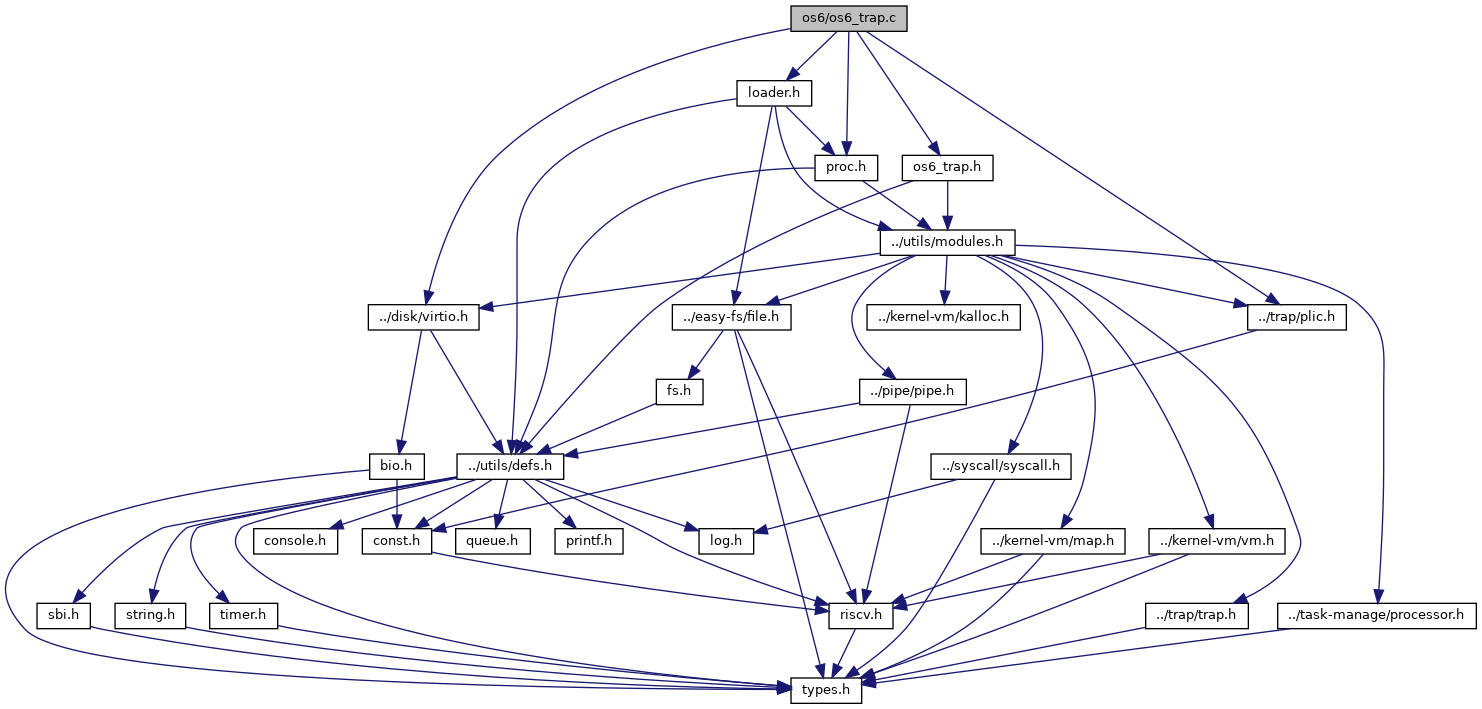 os6/os6_trap.c
loader.h
proc.h
os6_trap.h
../utils/modules.h
../disk/virtio.h
../easy-fs/file.h
../kernel-vm/kalloc.h
../trap/plic.h
fs.h
../pipe/pipe.h
bio.h
../utils/defs.h
../syscall/syscall.h
console.h
const.h
queue.h
printf.h
log.h
../kernel-vm/map.h
../kernel-vm/vm.h
sbi.h
string.h
timer.h
riscv.h
../trap/trap.h
../task-manage/processor.h
types.h